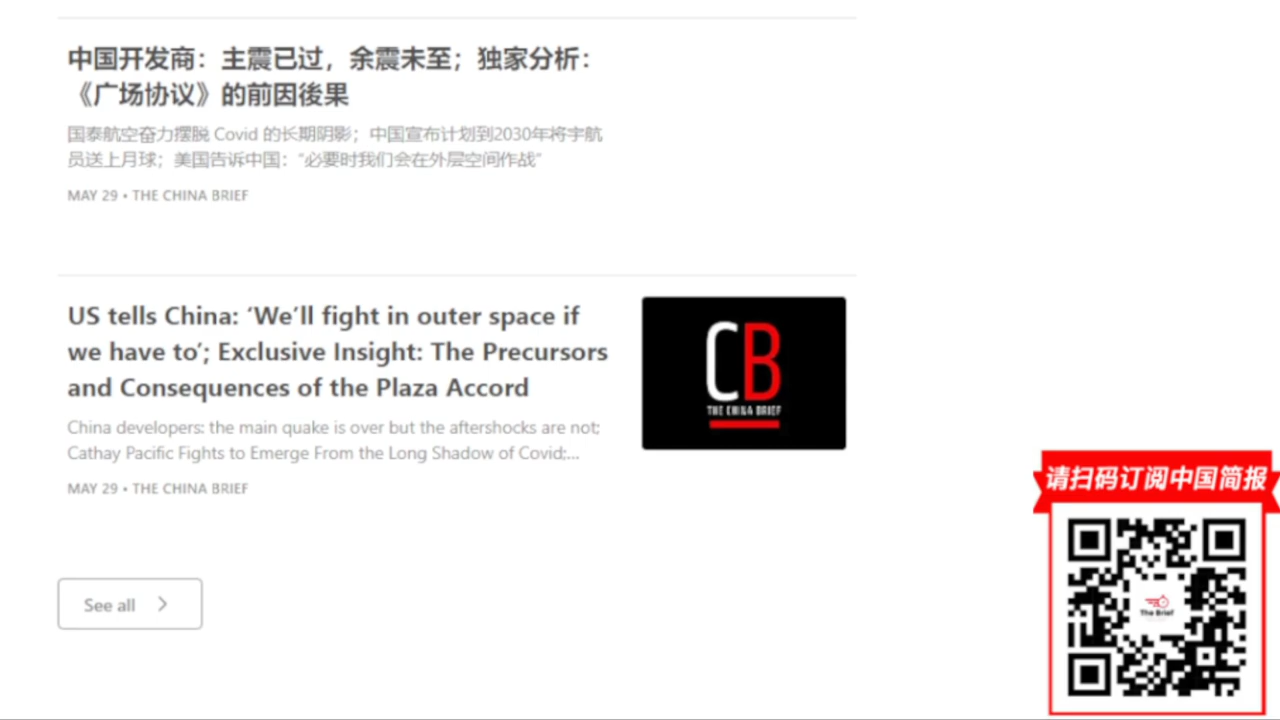 中国开发商：主震已过，余震未至；独家分析：
《广场协议》的前因後果
国泰航空奋力摆脱 Covid 的长期阴影；中国宣布计划到2030年将宇航
员送上月球；美国告诉中国：“必要时我们会在外层空间作战”
MAY 29 • THE CHINA BRIEF
US tells China: ‘We’ll fight in outer space if
we have to’; Exclusive Insight: The Precursors
and Consequences of the Plaza Accord
China developers: the main quake is over but the aftershocks are not;
Cathay Pacific Fights to Emerge From the Long Shadow of Covid;...
MAY 29 • THE CHINA BRIEF
CB
THE CHINA BRIEF
See all
请扫码订阅中国简报
The Brief